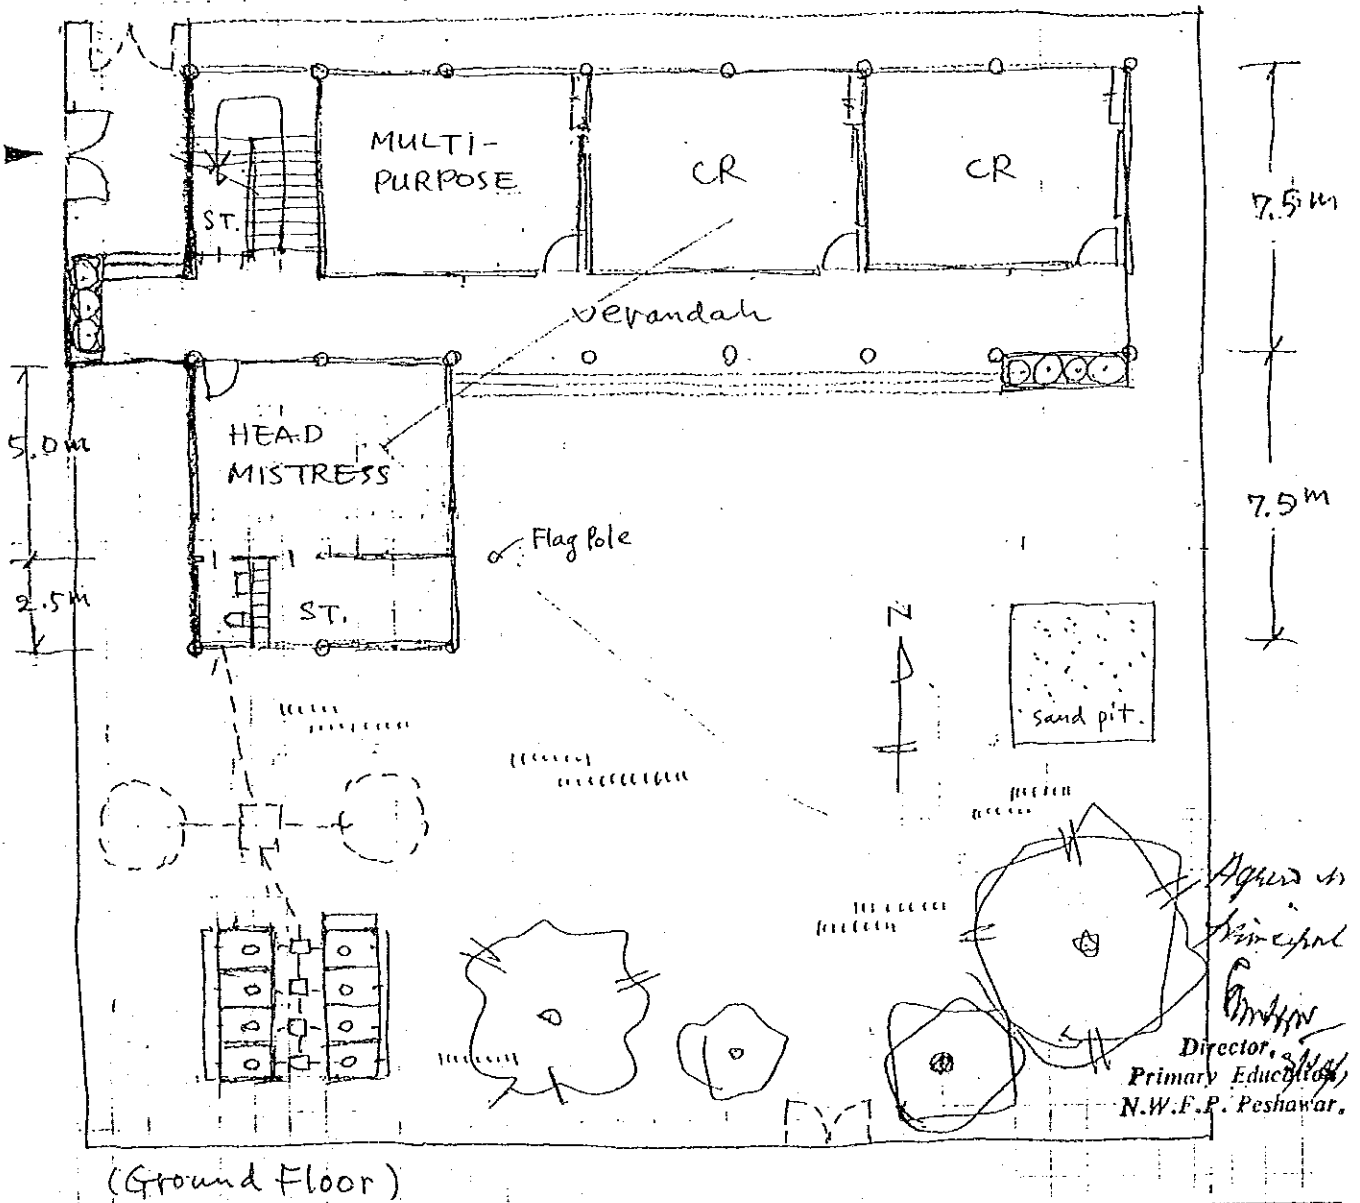 MULTI-
PURPOSE
CR
CR
7.5m
ST.
verandah
HEAD
MISTRESS
5.0m
7.5m
Flag Pole
2.5m
ST.
N
sand pit.
Principal
Director,
Primary Education,
N.W.F.P. Peshawar.
(Ground Floor)